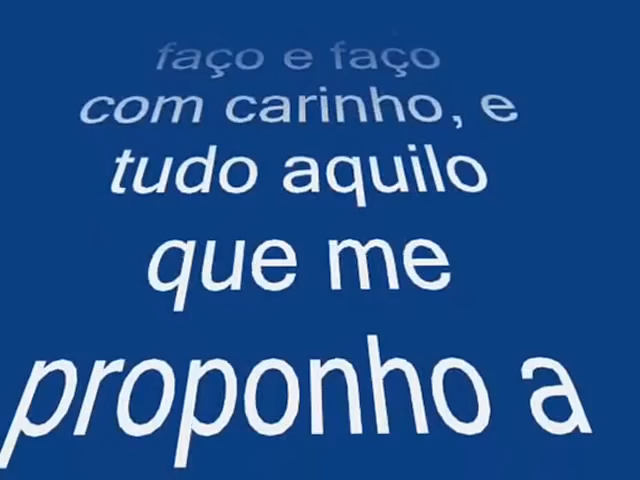 faço e faço
com carinho, e
tudo aquilo
que me
proponho a